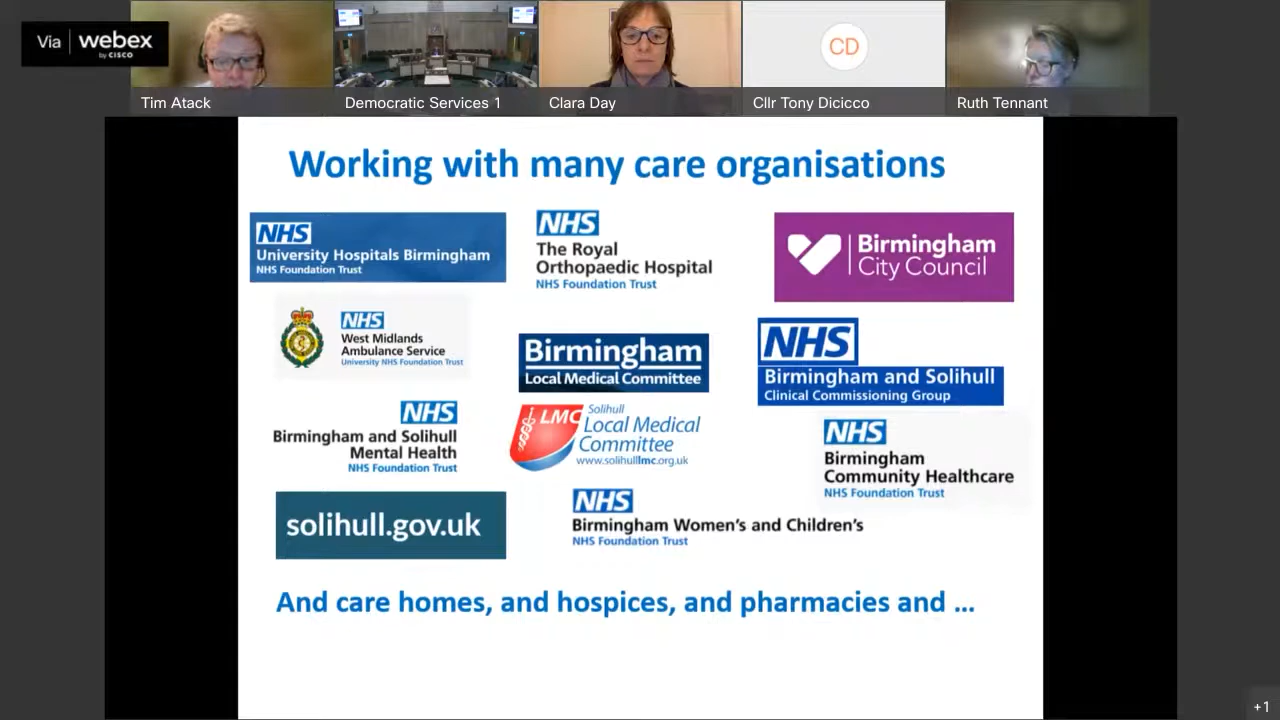 Via webex
by CISCO
Tim Atack
Democratic Services 1
Clara Day
CD
Cllr Tony Dicicco
Ruth Tennant
Working with many care organisations
NHS
University Hospitals Birmingham
NHS Foundation Trust
NHS
The Royal
Orthopaedic Hospital
NHS Foundation Trust
Birmingham
City Council
NHS
West Midlands
Ambulance Service
University NHS Foundation Trust
Birmingham
Local Medical Committee
NHS
Birmingham and Solihull
Clinical Commissioning Group
NHS
Birmingham and Solihull
Mental Health
NHS Foundation Trust
LMC
Solihull
Local Medical
Committee
www.solihulllmc.org.uk
NHS
Birmingham
Community Healthcare
NHS Foundation Trust
solihull.gov.uk
NHS
Birmingham Women's and Children's
NHS Foundation Trust
And care homes, and hospices, and pharmacies and ...
+1